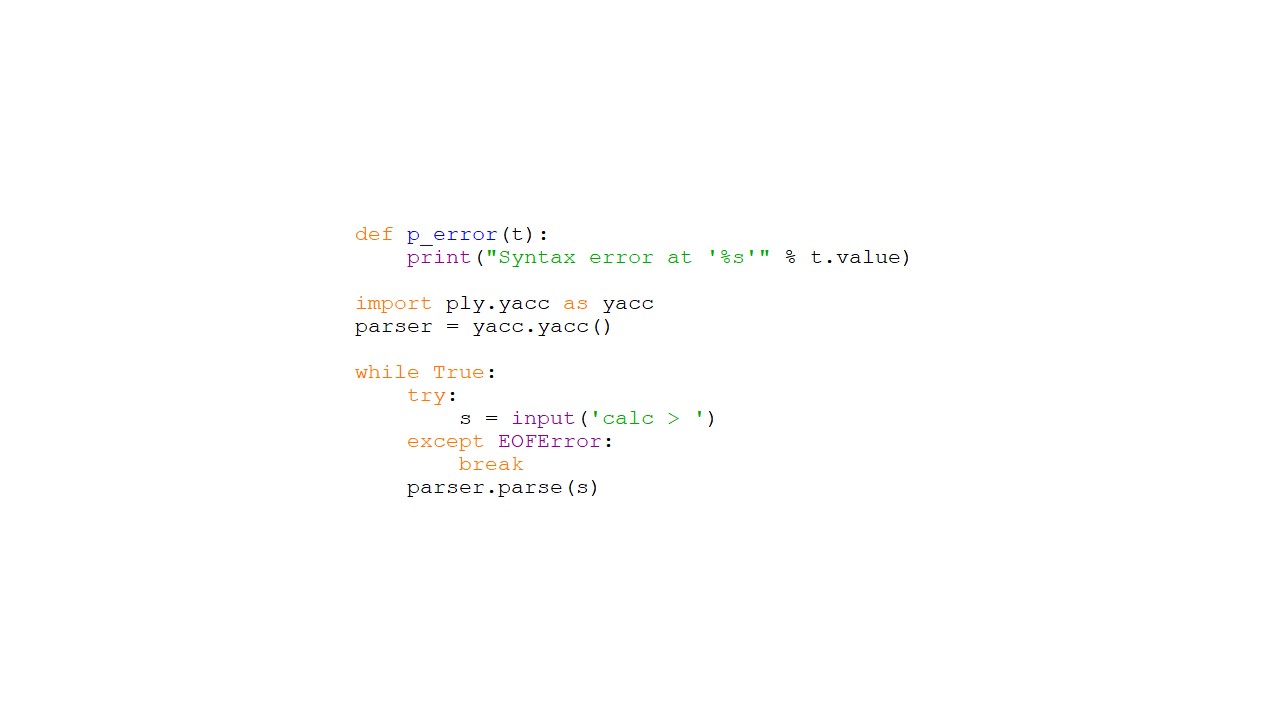 def p_error(t):
    print("Syntax error at '%s'" % t.value)
import ply.yacc as yacc
parser = yacc.yacc()
while True:
    try:
        s = input('calc > ')
    except EOFError:
        break
    parser.parse(s)